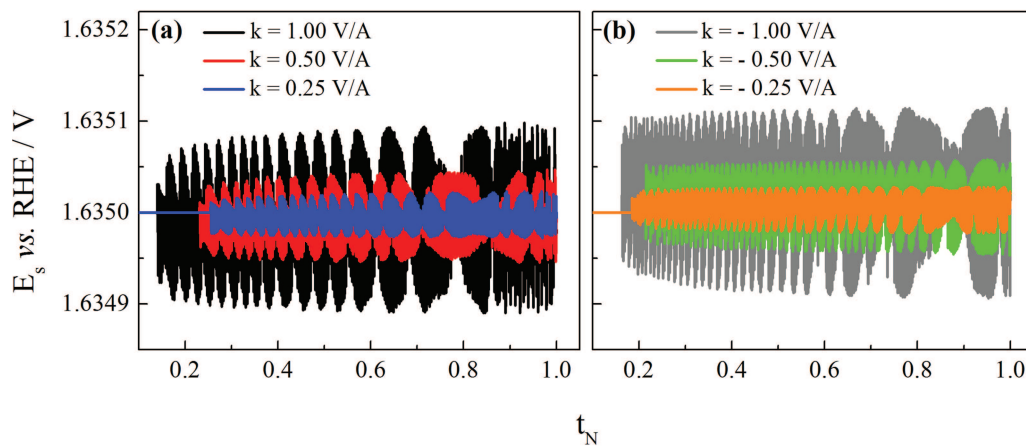 (a)
k = 1.00 V/A
k = 0.50 V/A
k = 0.25 V/A
(b)
k = - 1.00 V/A
k = - 0.50 V/A
k = - 0.25 V/A
E_s vs. RHE / V
1.6352
1.6351
1.6350
1.6349
0.2 0.4 0.6 0.8 1.0
0.2 0.4 0.6 0.8 1.0
t_N